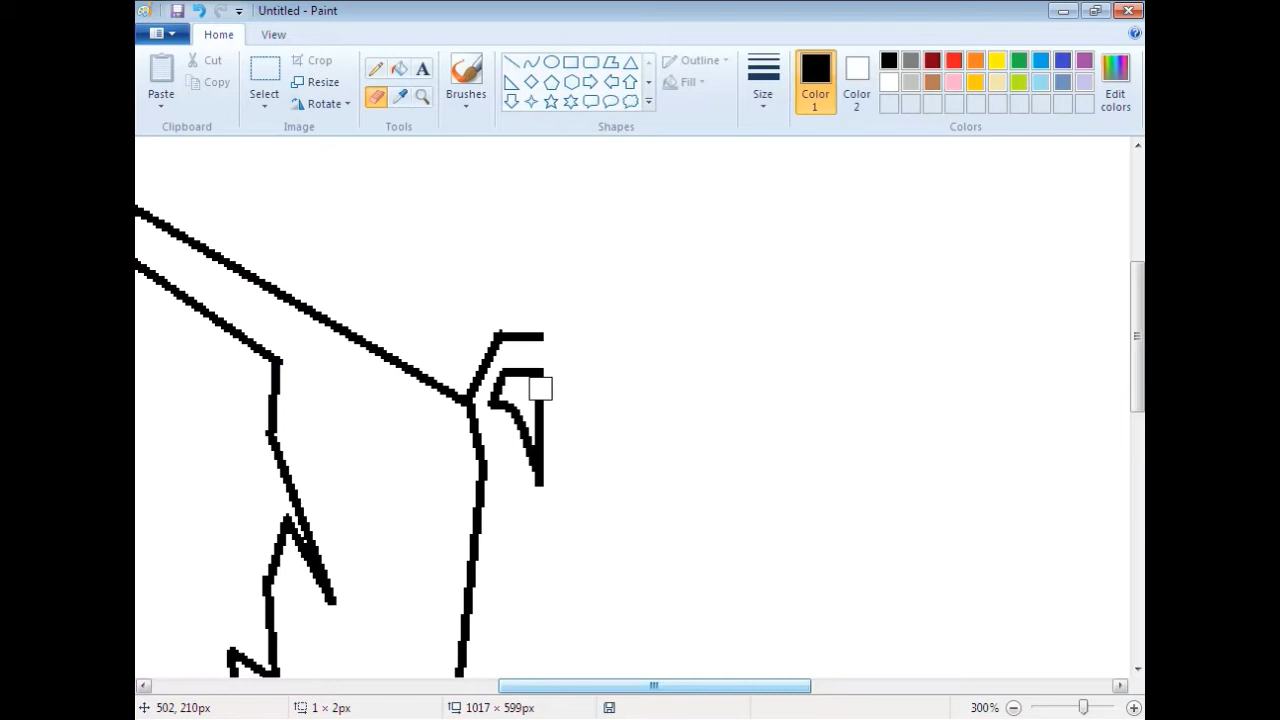 Untitled - Paint
Home View
Paste
Cut
Copy
Clipboard
Select
Crop
Resize
Rotate
Image
A
Tools
Brushes
Outline
Fill
Shapes
Size
Color 1
Color 2
Edit colors
Colors
502, 210px 1 × 2px 1017 × 599px 300%